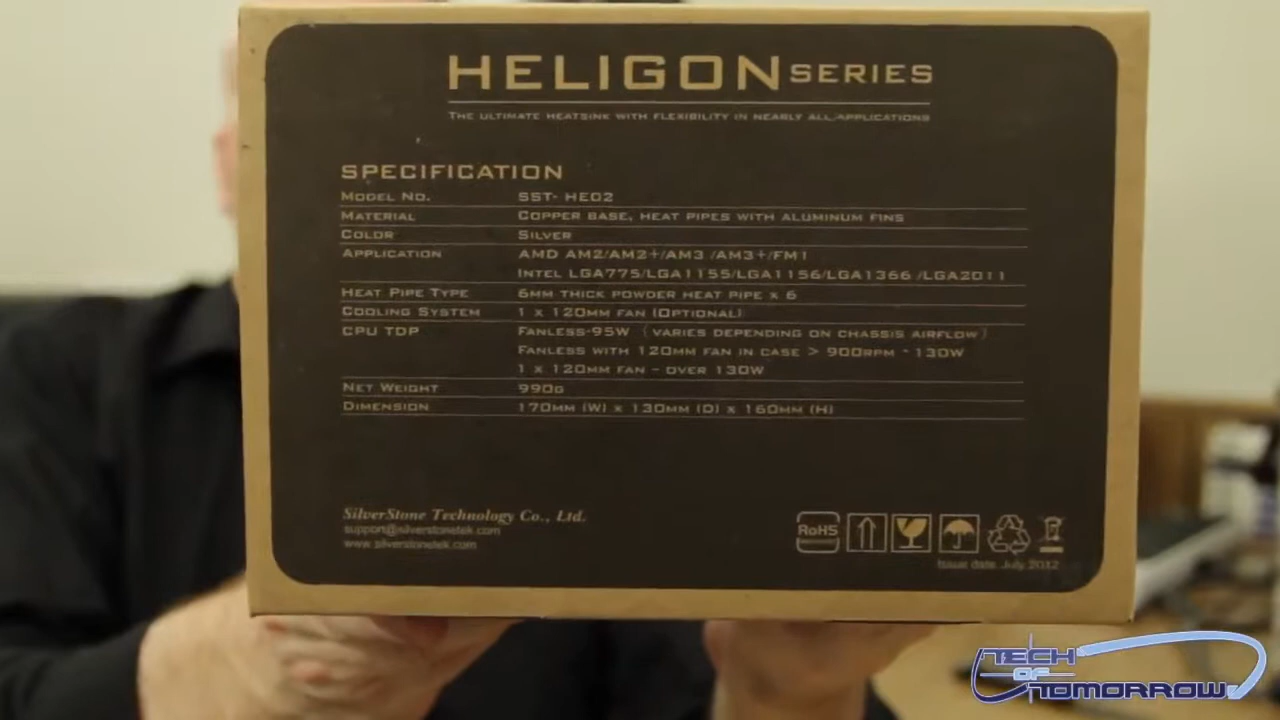 HELIGON SERIES
THE ULTIMATE HEATSINK WITH FLEXIBILITY IN NEARLY ALL APPLICATIONS
SPECIFICATION
MODEL NO. SST- HE02
MATERIAL COPPER BASE, HEAT PIPES WITH ALUMINUM FINS
COLOR SILVER
APPLICATION AMD AM2/AM2+/AM3 /AM3+/FM1
INTEL LGA775/LGA1155/LGA1156/LGA1366 /LGA2011
HEAT PIPE TYPE 6MM THICK POWDER HEAT PIPE X 6
COOLING SYSTEM 1 X 120MM FAN (OPTIONAL)
CPU TDP FANLESS-95W (VARIES DEPENDING ON CHASSIS AIRFLOW)
FANLESS WITH 120MM FAN IN CASE > 900RPM - 130W
1 X 120MM FAN - OVER 130W
NET WEIGHT 990G
DIMENSION 170MM (W) X 130MM (D) X 160MM (H)
SilverStone Technology Co., Ltd.
support@silverstonetek.com
www.silverstonetek.com
RoHS
Issue date July 2012
TECH
OF
TOMORROW